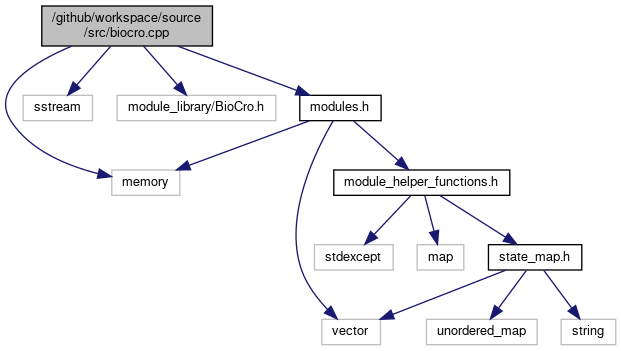 /github/workspace/source
/src/biocro.cpp
sstream
module_library/BioCro.h
modules.h
memory
module_helper_functions.h
stdexcept
map
state_map.h
vector
unordered_map
string